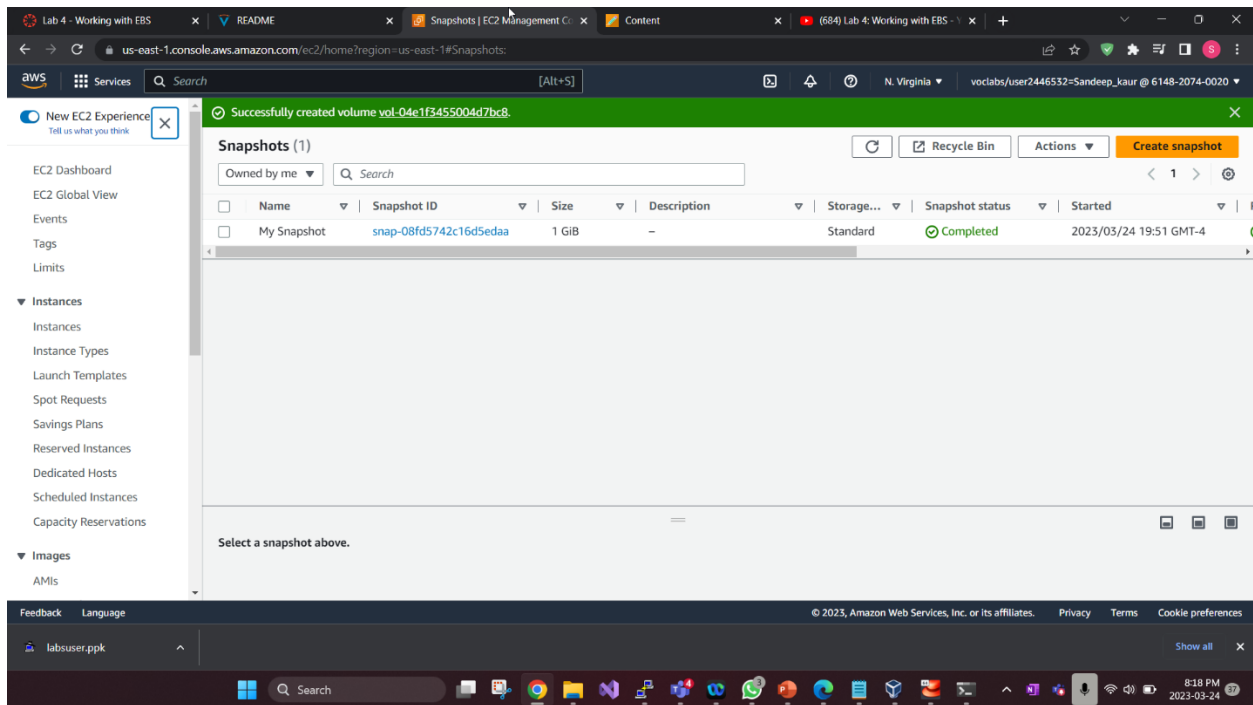 Lab 4 - Working with EBS
README
Snapshots | EC2 Management Co
Content
(684) Lab 4: Working with EBS - Y
us-east-1.console.aws.amazon.com/ec2/home?region=us-east-1#Snapshots:
S
aws
Services
Search
[Alt+S]
N. Virginia
voclabs/user2446532=Sandeep_kaur @ 6148-2074-0020
New EC2 Experience
Tell us what you think
EC2 Dashboard
EC2 Global View
Events
Tags
Limits
Instances
Instances
Instance Types
Launch Templates
Spot Requests
Savings Plans
Reserved Instances
Dedicated Hosts
Scheduled Instances
Capacity Reservations
Images
AMIs
Successfully created volume vol-04e1f3455004d7bc8.
Snapshots (1)
Recycle Bin
Actions
Create snapshot
Owned by me
Search
1
Name Snapshot ID Size Description Storage... Snapshot status Started
My Snapshot snap-08fd5742c16d5edaa 1 GiB – Standard Completed 2023/03/24 19:51 GMT-4
Select a snapshot above.
Feedback Language
© 2023, Amazon Web Services, Inc. or its affiliates. Privacy Terms Cookie preferences
labsuser.ppk
Show all
Search
8:18 PM
2023-03-24
37